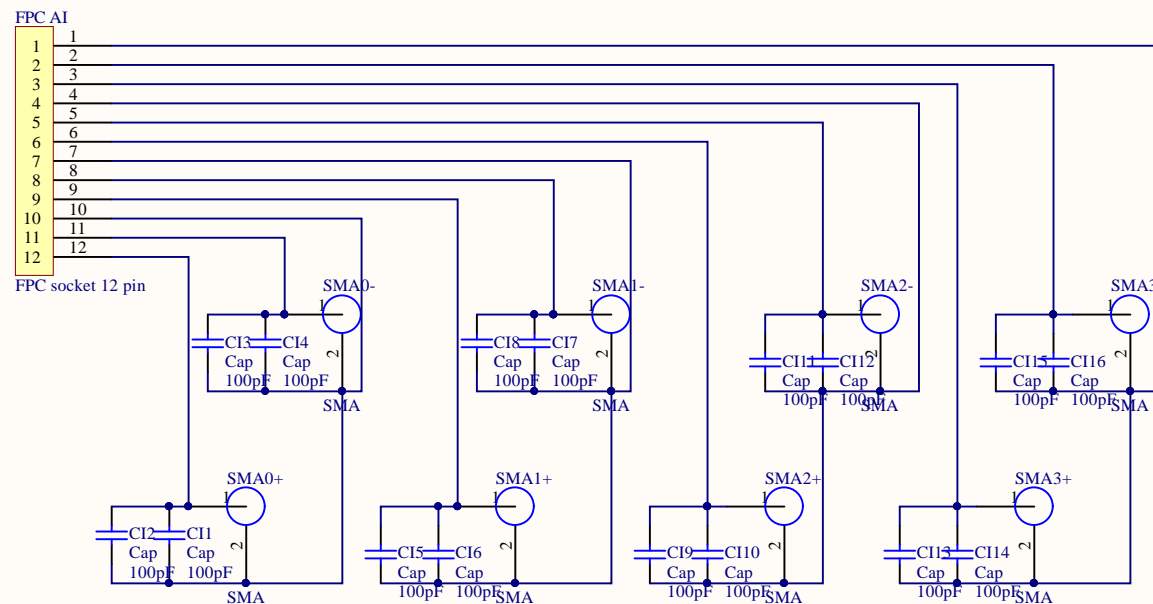 FPC AI
1 1
2 2
3 3
4 4
5 5
6 6
7 7
8 8
9 9
10 10
11 11
12 12
FPC socket 12 pin
SMA0-
1
2
CI3
Cap
100pF
CI4
Cap
100pF
SMA
SMA1-
1
2
CI8
Cap
100pF
CI7
Cap
100pF
SMA
SMA2-
1
2
CI11
Cap
100pF
CI12
Cap
100pF
SMA
SMA3
1
2
CI15
Cap
100pF
CI16
Cap
100pF
SMA
SMA0+
1
2
CI2
Cap
100pF
CI1
Cap
100pF
SMA
SMA1+
1
2
CI5
Cap
100pF
CI6
Cap
100pF
SMA
SMA2+
1
2
CI9
Cap
100pF
CI10
Cap
100pF
SMA
SMA3+
1
2
CI13
Cap
100pF
CI14
Cap
100pF
SMA